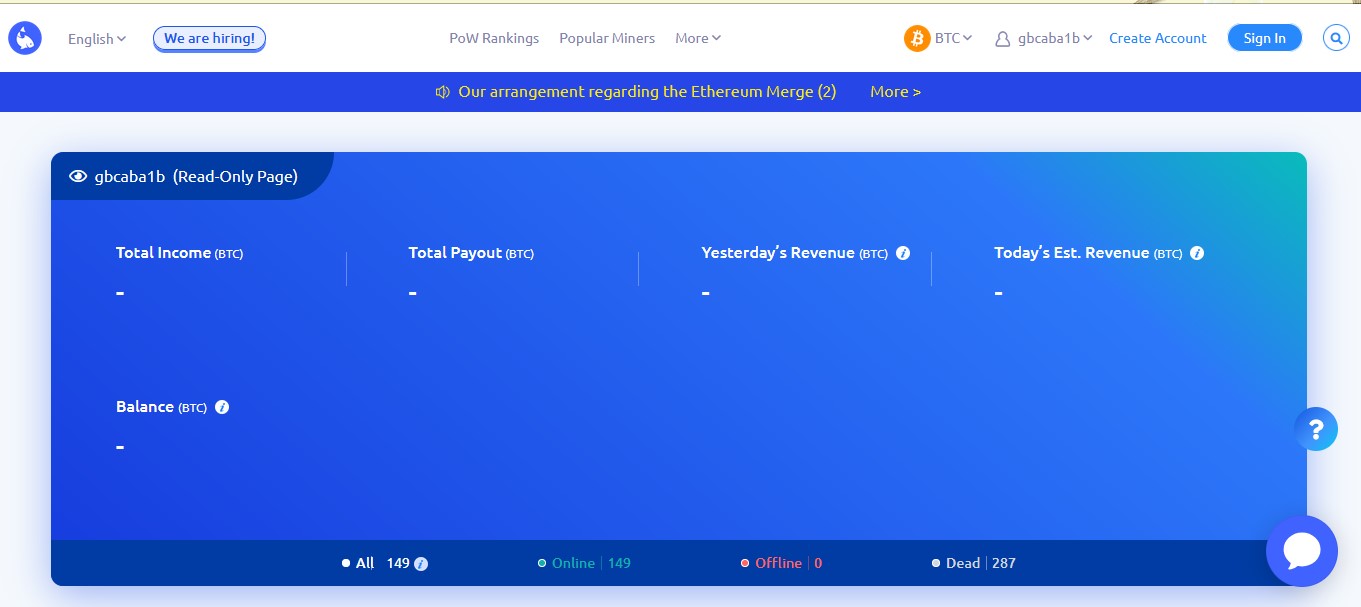 English We are hiring! PoW Rankings Popular Miners More BTC gbcaba1b Create Account Sign In
Our arrangement regarding the Ethereum Merge (2) More >
gbcaba1b (Read-Only Page)
Total Income (BTC) Total Payout (BTC) Yesterday's Revenue (BTC) i Today's Est. Revenue (BTC) i
- - - -
Balance (BTC) i
-
?
All 149 i Online | 149 Offline | 0 Dead | 287